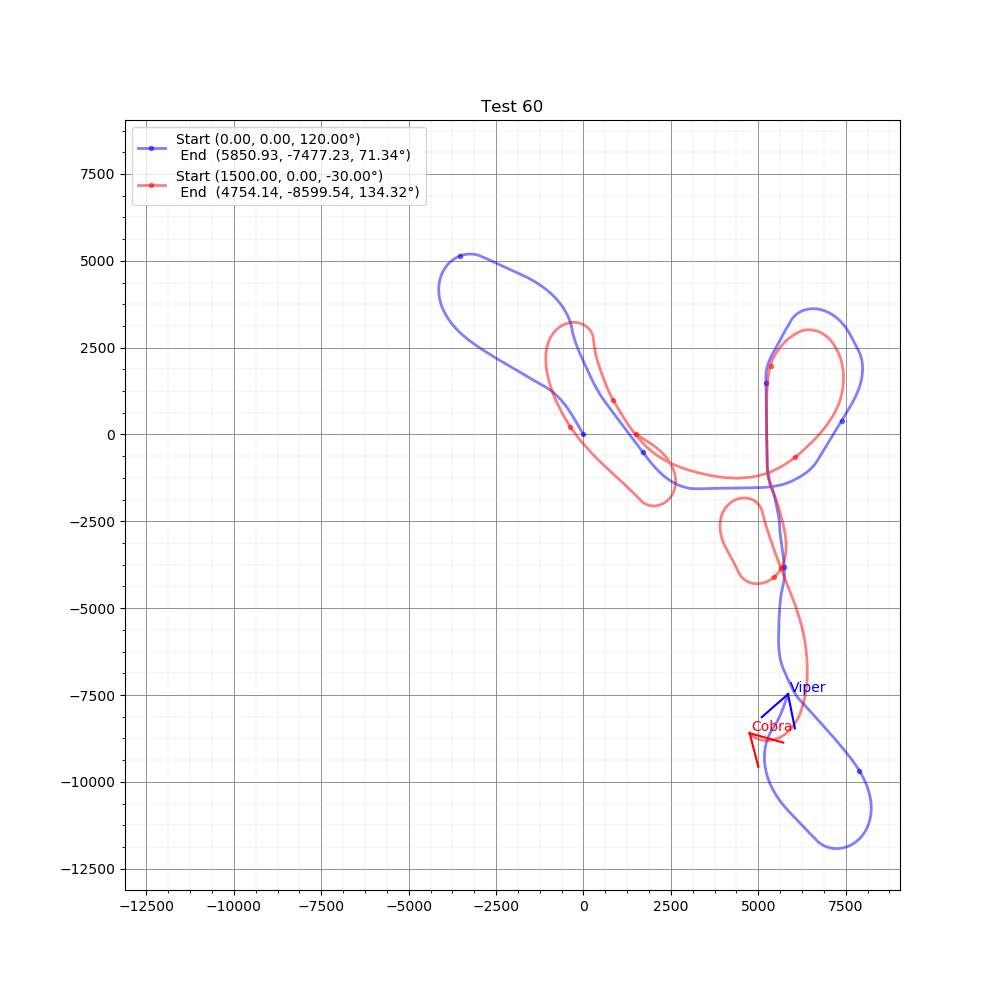 Test 60
Start (0.00, 0.00, 120.00°)
End (5850.93, -7477.23, 71.34°)
Start (1500.00, 0.00, -30.00°)
End (4754.14, -8599.54, 134.32°)
7500
5000
2500
0
−2500
−5000
−7500
−10000
−12500
Viper
Cobra
−12500 −10000 −7500 −5000 −2500 0 2500 5000 7500